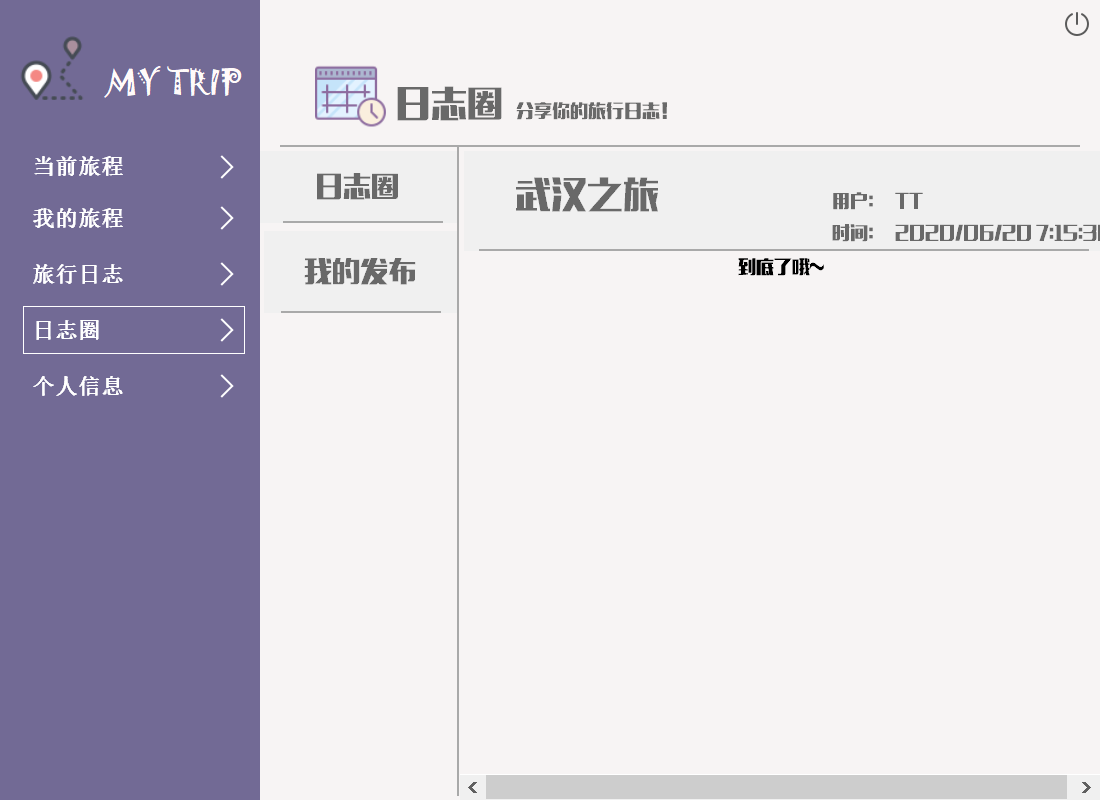 MY TRIP
当前旅程
我的旅程
旅行日志
日志圈
个人信息
日志圈 分享你的旅行日志!
日志圈
我的发布
武汉之旅
用户: TT
时间: 2020/06/20 7:15:3
到底了哦~